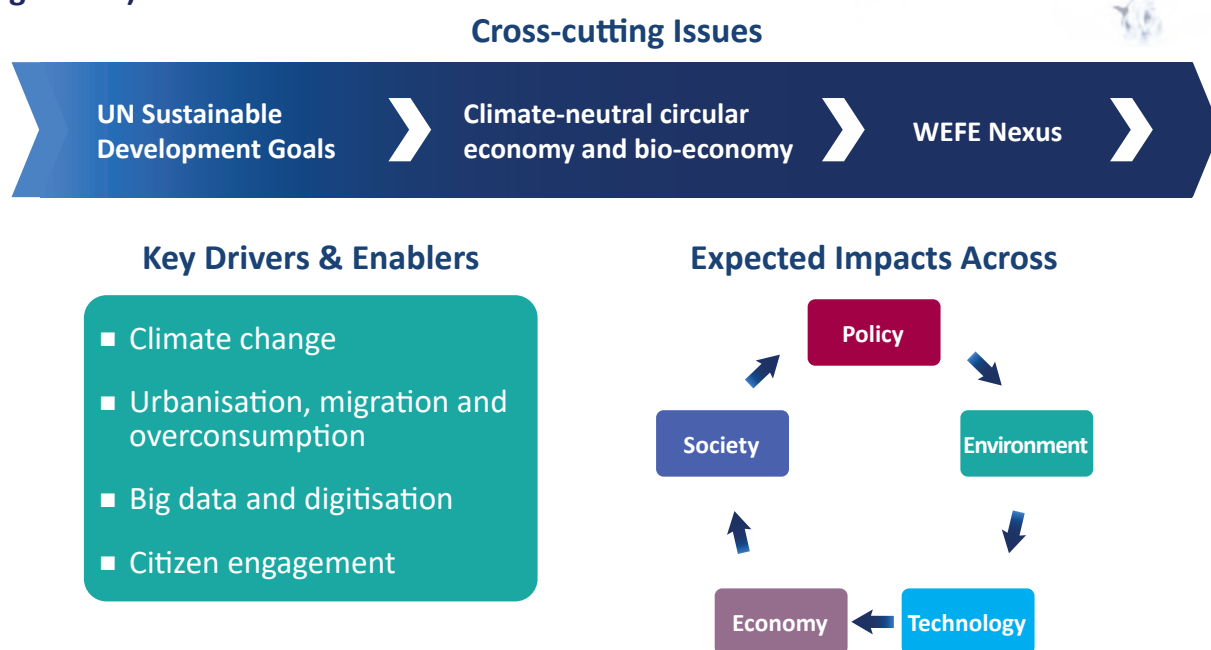 Cross-cutting Issues
UN Sustainable
Development Goals
Climate-neutral circular
economy and bio-economy
WEFE Nexus
Key Drivers & Enablers
Climate change
Urbanisation, migration and
overconsumption
Big data and digitisation
Citizen engagement
Expected Impacts Across
Policy
Society
Environment
Economy
Technology